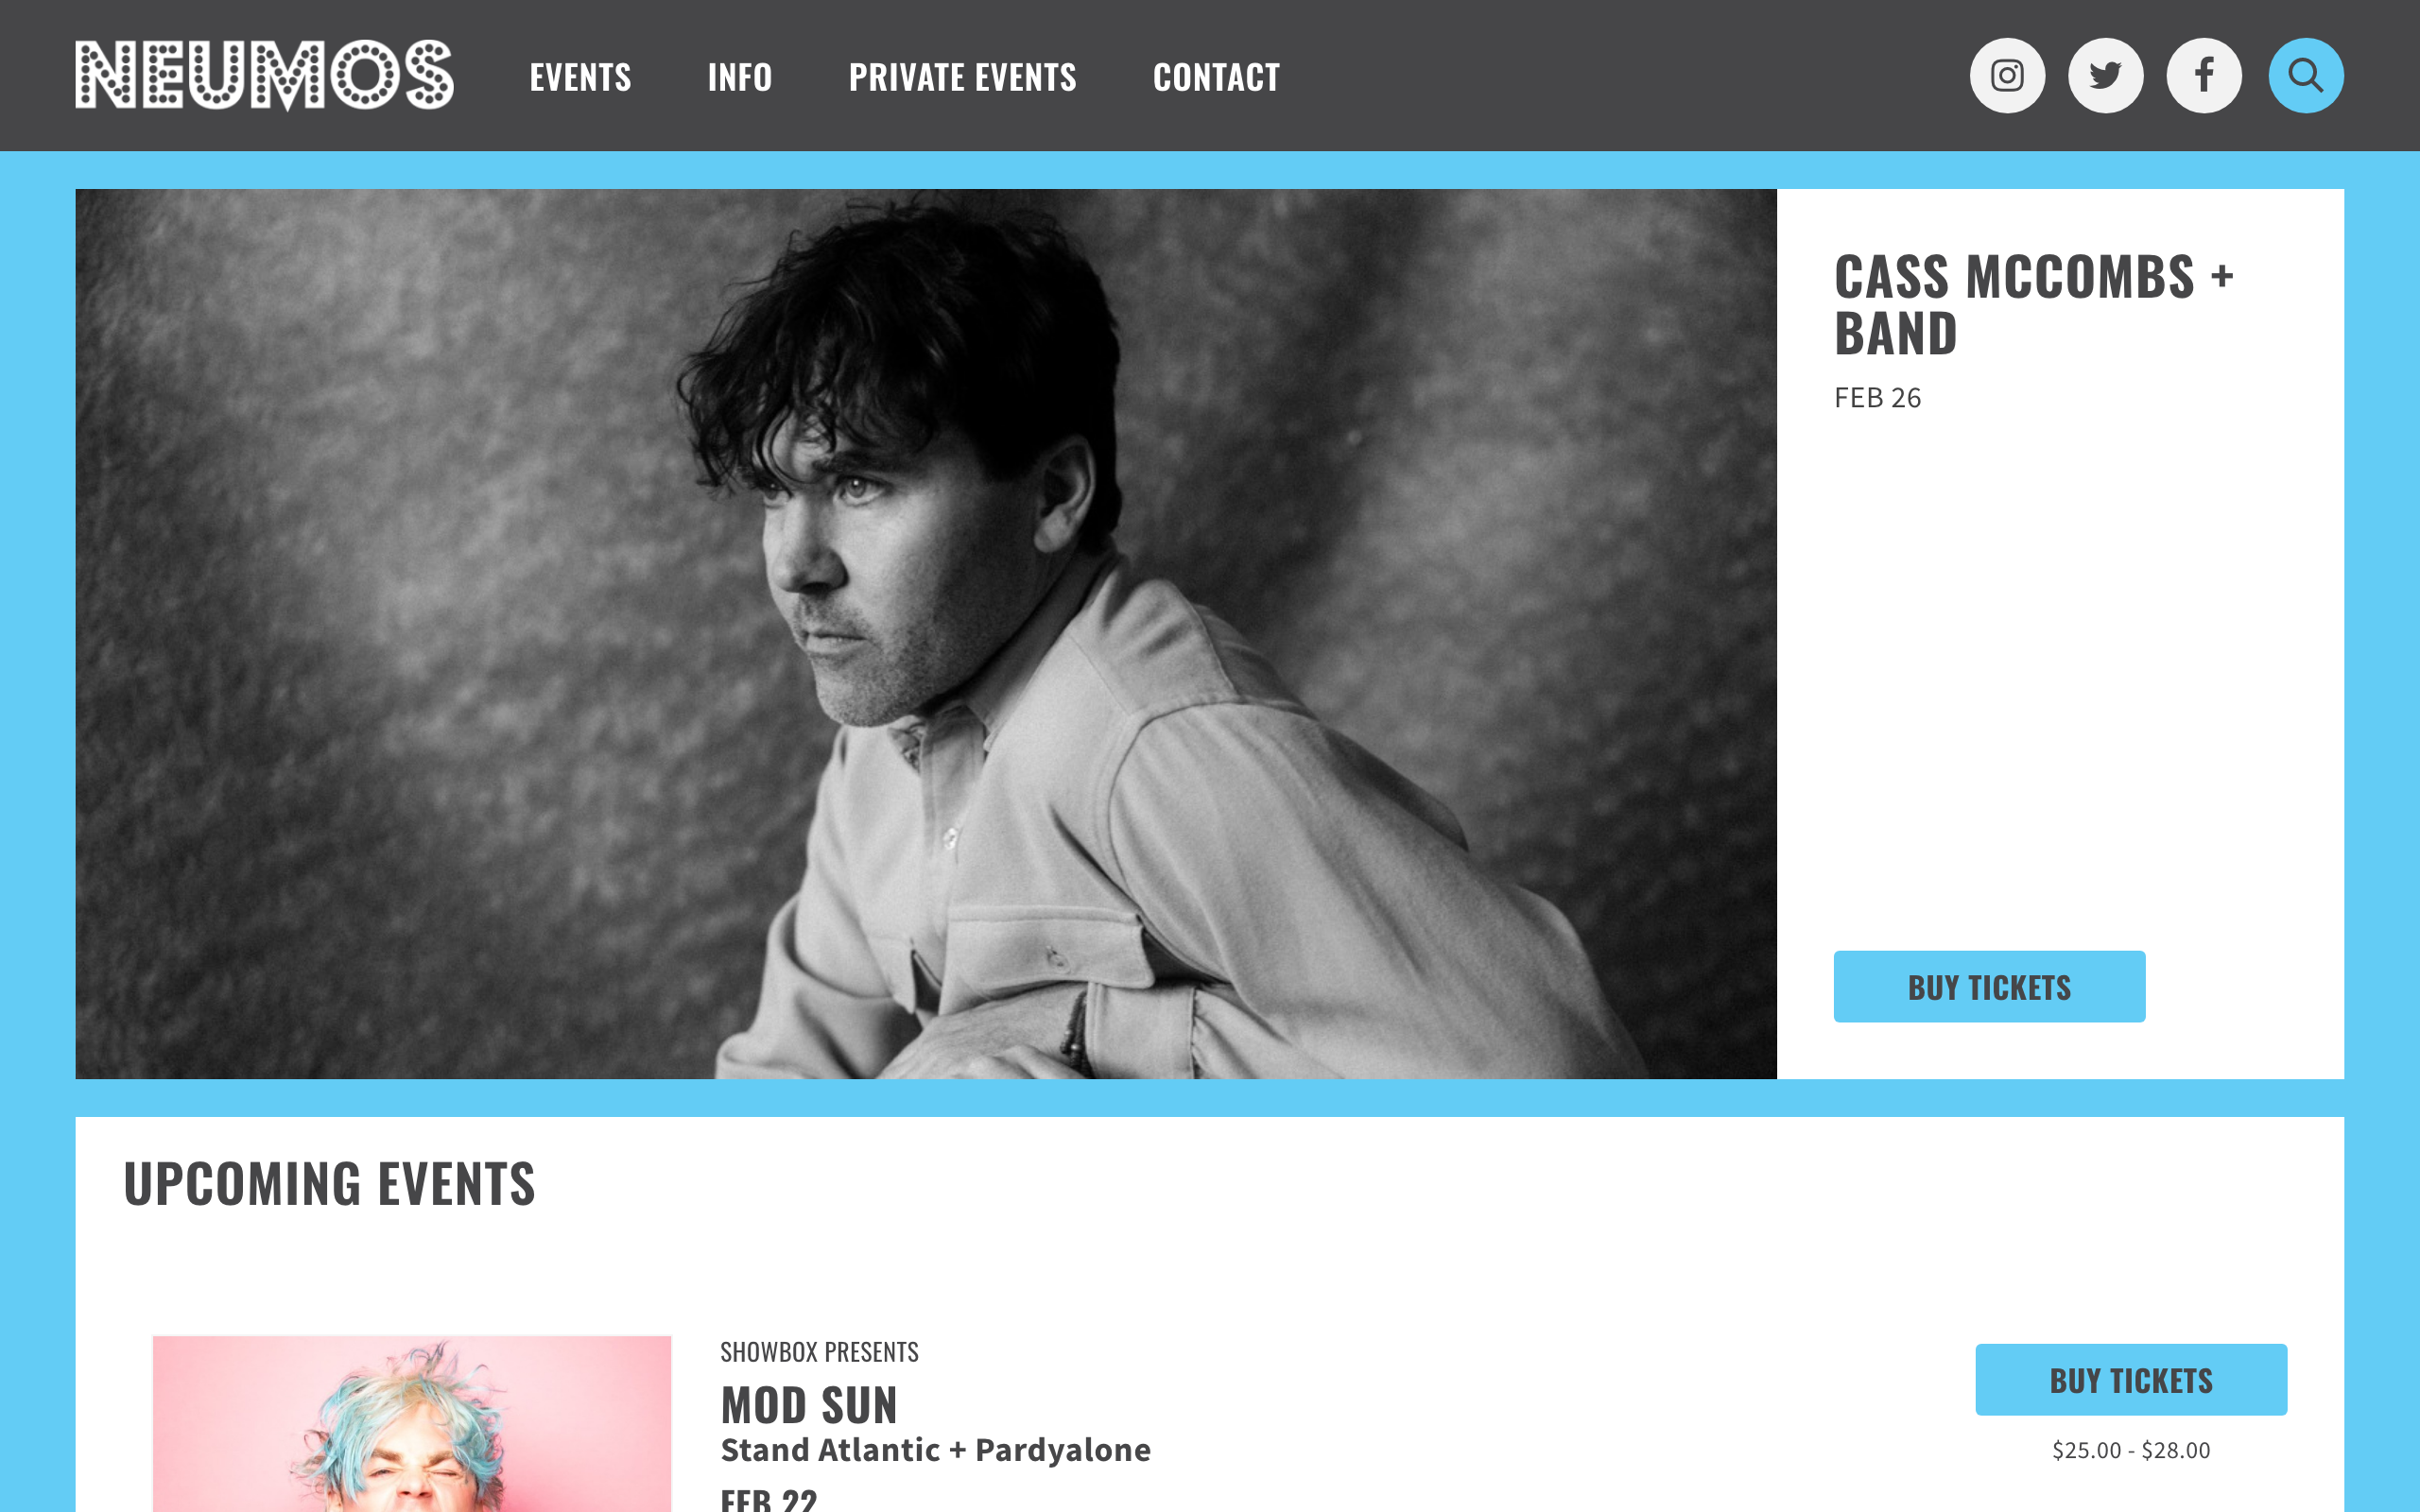 NEUMOS
EVENTS
INFO
PRIVATE EVENTS
CONTACT
CASS MCCOMBS +
BAND
FEB 26
BUY TICKETS
UPCOMING EVENTS
SHOWBOX PRESENTS
MOD SUN
Stand Atlantic + Pardyalone
FEB 22
BUY TICKETS
$25.00 - $28.00